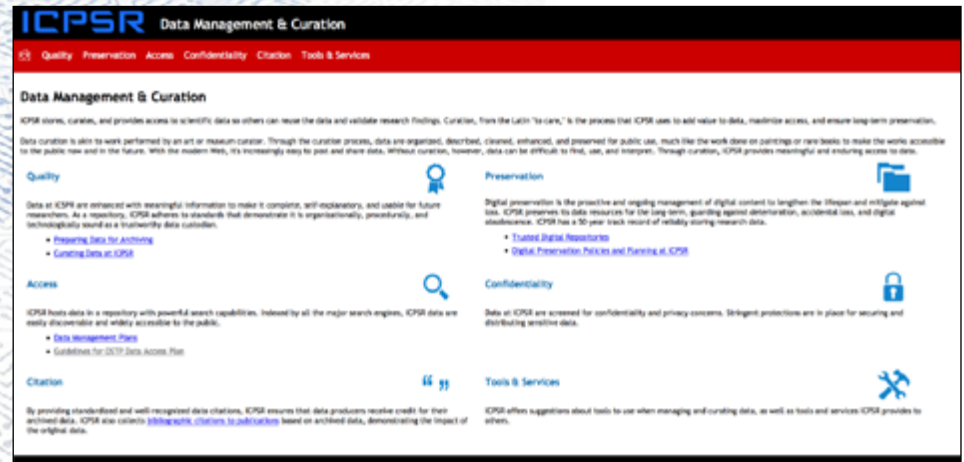 ICPSR Data Management & Curation
Quality Preservation Access Confidentiality Citation Tools & Services
Data Management & Curation
ICPSR stores, curates, and provides access to scientific data so others can reuse the data and validate research findings. Curation, from the Latin "to care," is the process that ICPSR uses to add value to data, maximize access, and ensure long-term preservation.
Data curation is akin to work performed by an art or museum curator. Through the curation process, data are organized, described, cleaned, enhanced, and preserved for public use, much like the work done on paintings or rare books to make the works accessible
to the public now and in the future. With the modern Web, it's increasingly easy to post and share data. Without curation, however, data can be difficult to find, use, and interpret. Through curation, ICPSR provides meaningful and enduring access to data.
Quality
Data at ICSPR are enhanced with meaningful information to make it complete, self-explanatory, and usable for future
researchers. As a repository, ICPSR adheres to standards that demonstrate it is organizationally, procedurally, and
technologically sound as a trustworthy data custodian.
• Preparing Data for Archiving
• Curating Data at ICPSR
Preservation
Digital preservation is the proactive and ongoing management of digital content to lengthen the lifespan and mitigate against
loss. ICPSR preserves its data resources for the long-term, guarding against deterioration, accidental loss, and digital
obsolescence. ICPSR has a 50 year track record of reliably storing research data.
• Trusted Digital Repositories
• Digital Preservation Policies and Planning at ICPSR
Access
ICPSR hosts data in a repository with powerful search capabilities. Indexed by all the major search engines, ICPSR data are
easily discoverable and widely accessible to the public.
• Data Management Plans
• Guidelines for OSTP Data Access Plan
Confidentiality
Data at ICPSR are screened for confidentiality and privacy concerns. Stringent protections are in place for securing and
distributing sensitive data.
Citation
By providing standardized and well-recognized data citations, ICPSR ensures that data producers receive credit for their
archived data. ICPSR also collects bibliographic citations to publications based on archived data, demonstrating the impact of
the original data.
Tools & Services
ICPSR offers suggestions about tools to use when managing and curating data, as well as tools and services ICPSR provides to
others.